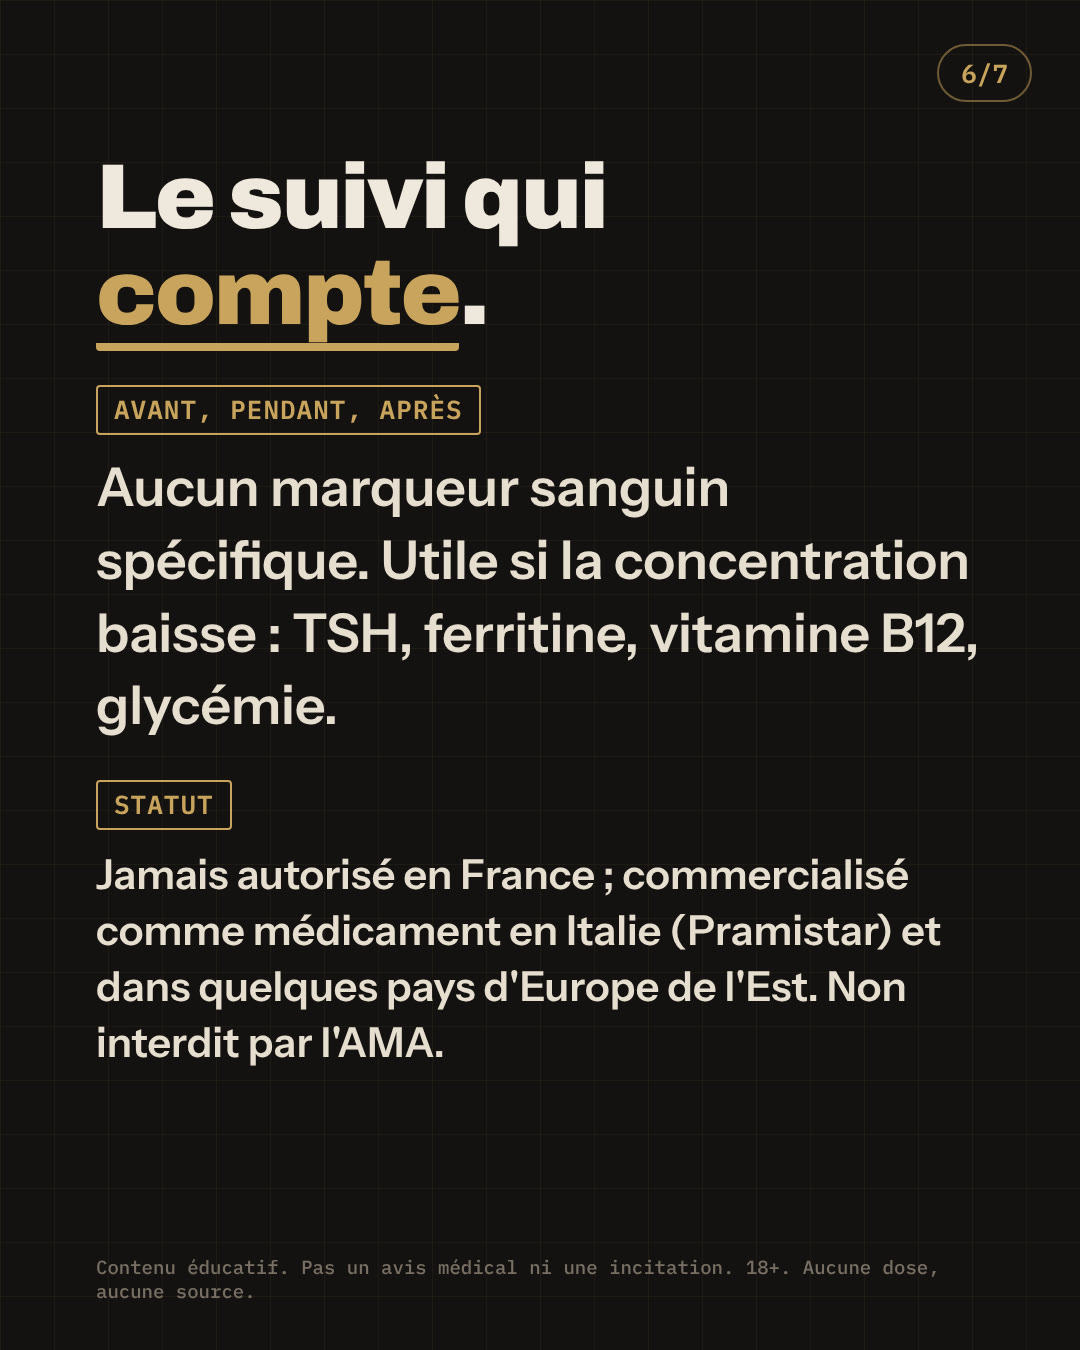 6/7
Le suivi qui
compte.
AVANT, PENDANT, APRÈS
Aucun marqueur sanguin
spécifique. Utile si la concentration
baisse : TSH, ferritine, vitamine B12,
glycémie.
STATUT
Jamais autorisé en France ; commercialisé
comme médicament en Italie (Pramistar) et
dans quelques pays d'Europe de l'Est. Non
interdit par l'AMA.
Contenu éducatif. Pas un avis médical ni une incitation. 18+. Aucune dose,
aucune source.